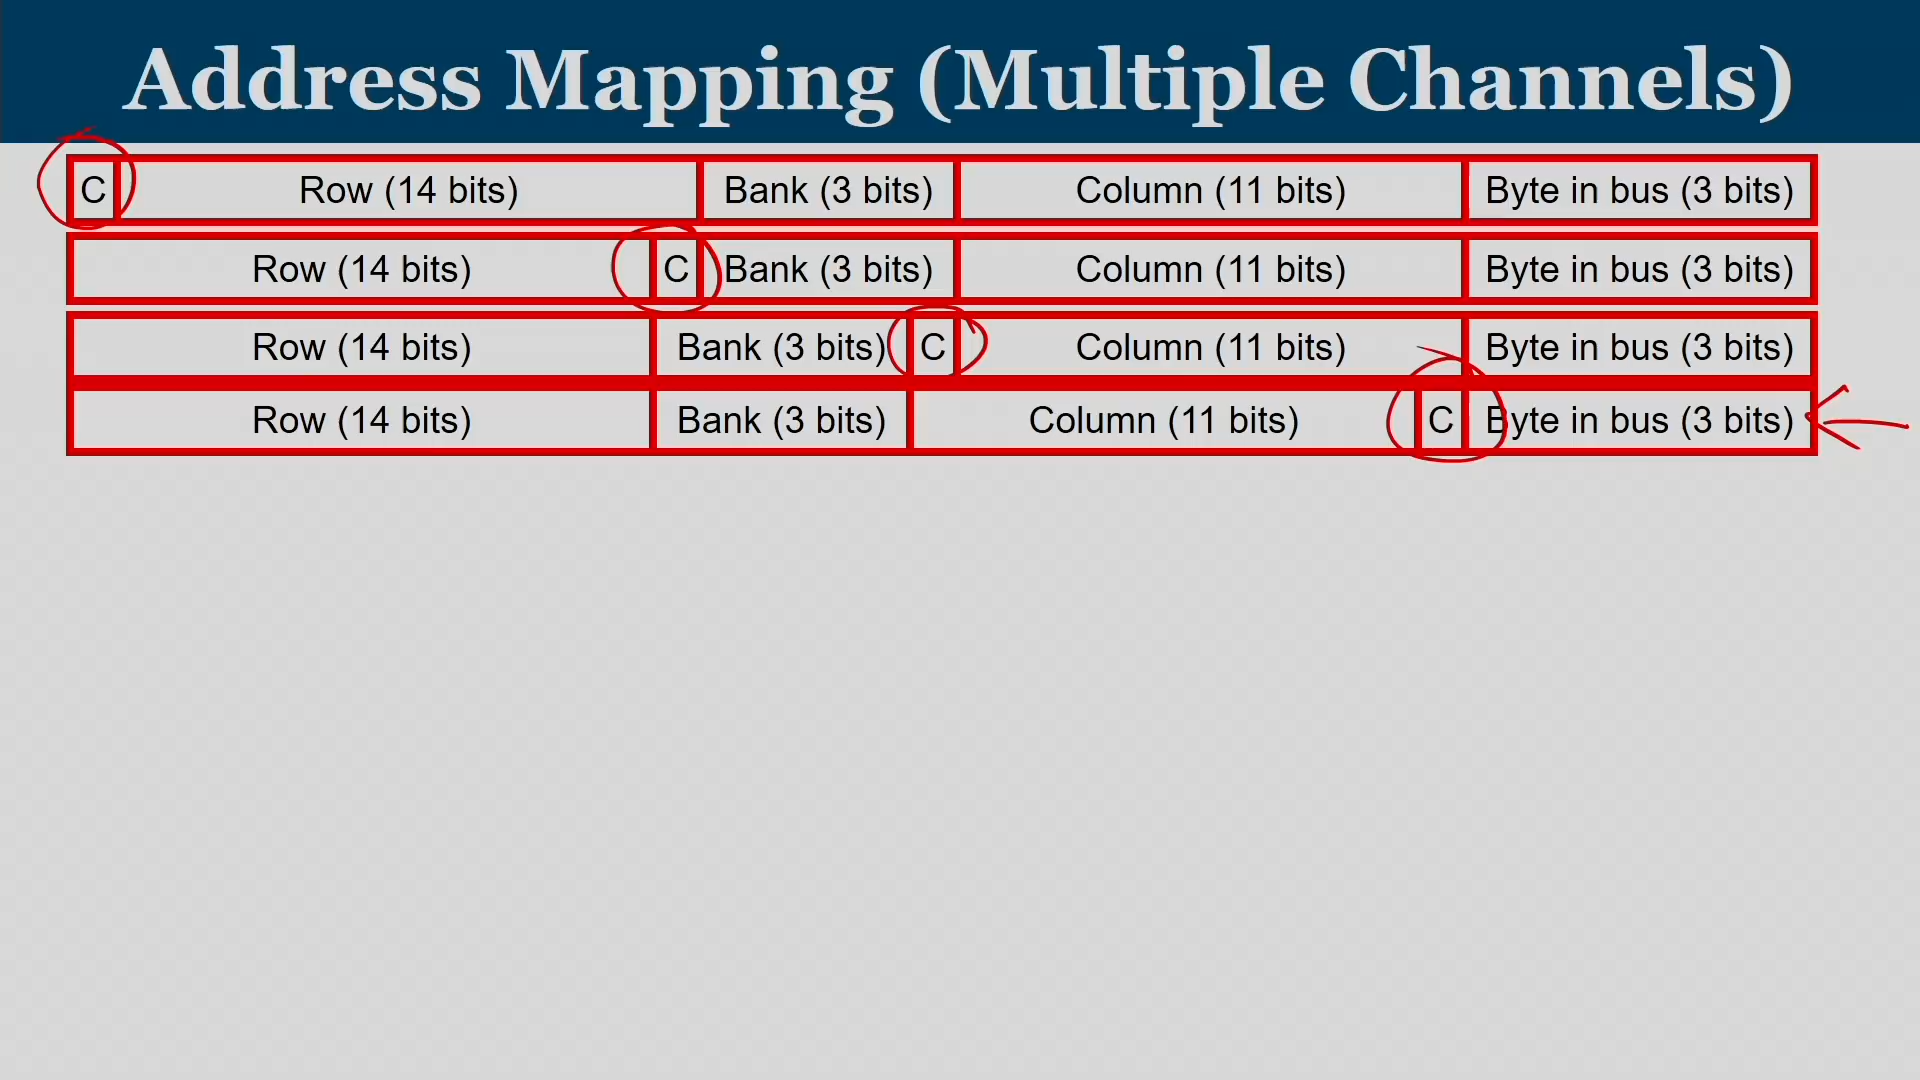 Address Mapping (Multiple Channels)
C Row (14 bits) Bank (3 bits) Column (11 bits) Byte in bus (3 bits)
Row (14 bits) C Bank (3 bits) Column (11 bits) Byte in bus (3 bits)
Row (14 bits) Bank (3 bits) C Column (11 bits) Byte in bus (3 bits)
Row (14 bits) Bank (3 bits) Column (11 bits) C Byte in bus (3 bits)